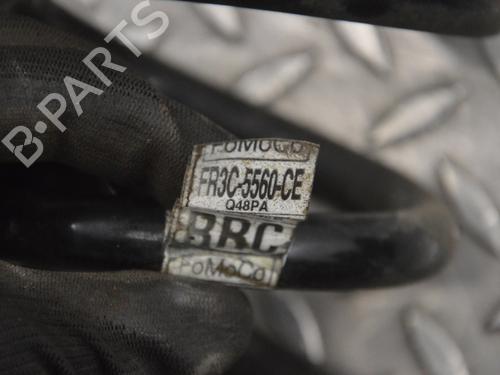 B-PARTS
FoMoCo
FR3C-5560-CE
Q48PA
BRC
FoMoCo